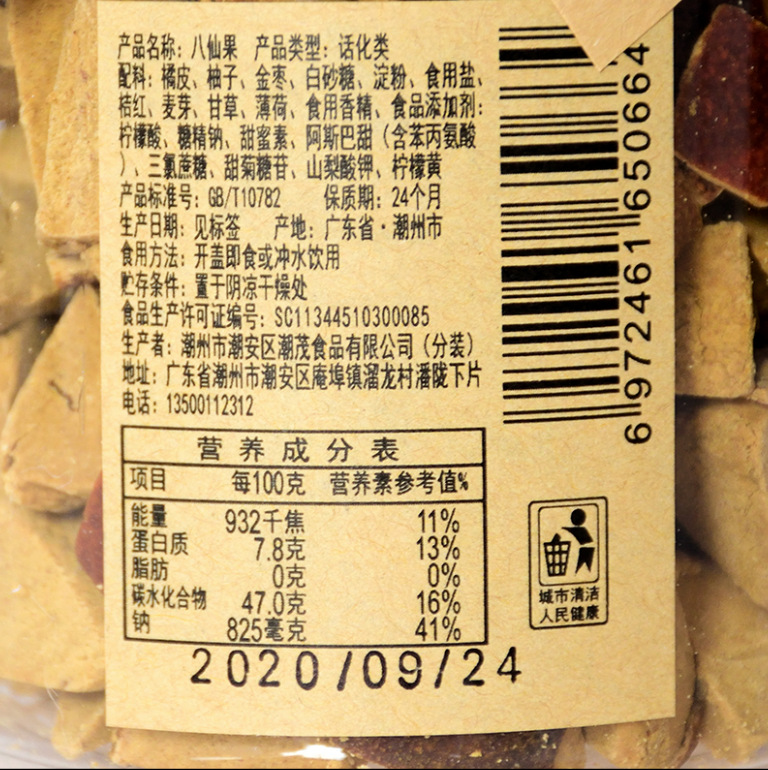 产品名称：八仙果 产品类型：话化类
配料：橘皮、柚子、金枣、白砂糖、淀粉、食用盐、
桔红、麦芽、甘草、薄荷、食用香精、食品添加剂：
柠檬酸、糖精钠、甜蜜素、阿斯巴甜（含苯丙氨酸
）、三氯蔗糖、甜菊糖苷、山梨酸钾、柠檬黄
产品标准号：GB/T10782 保质期：24个月
生产日期：见标签 产地：广东省·潮州市
食用方法：开盖即食或冲水饮用
贮存条件：置于阴凉干燥处
食品生产许可证编号：SC11344510300085
生产者：潮州市潮安区潮茂食品有限公司（分装）
地址：广东省潮州市潮安区庵埠镇溜龙村潘陇下片
电话：13500112312
营养成分表
项目 每100克 营养素参考值%
能量 932千焦 11%
蛋白质 7.8克 13%
脂肪 0克 0%
碳水化合物 47.0克 16%
钠 825毫克 41%
2020/09/24
6972461650664
城市清洁
人民健康